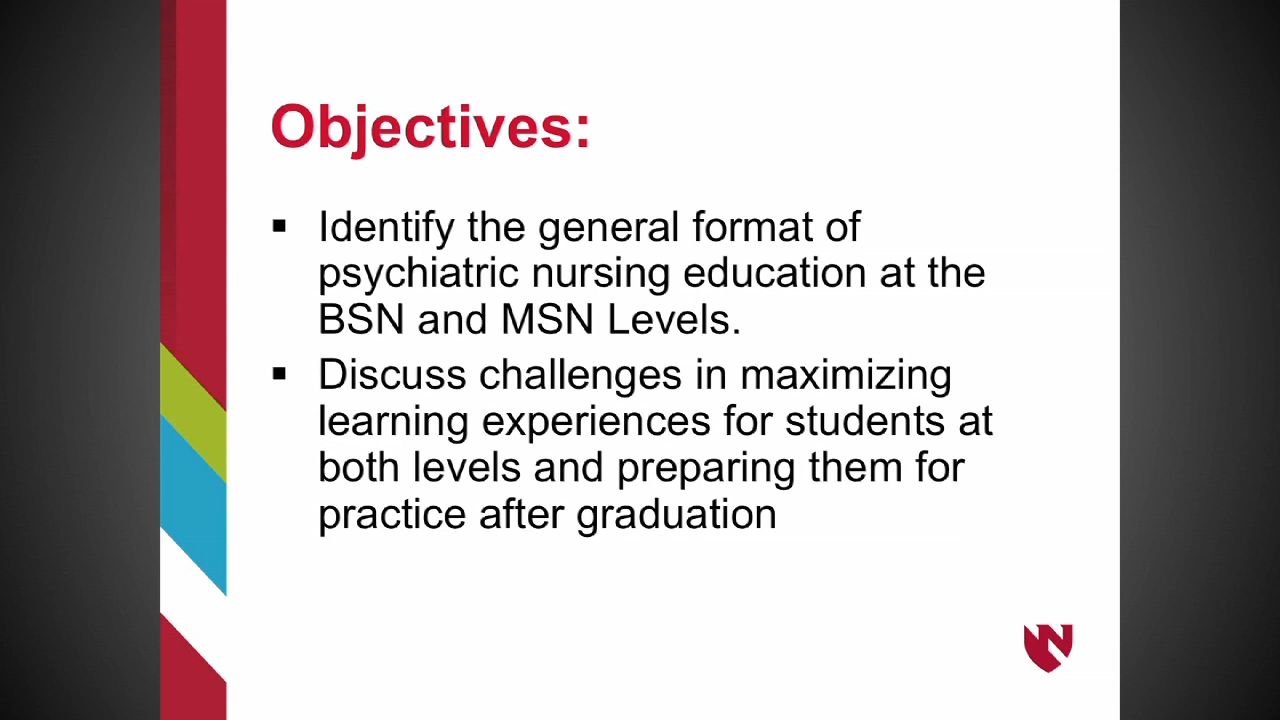 Objectives:
▪ Identify the general format of
psychiatric nursing education at the
BSN and MSN Levels.
▪ Discuss challenges in maximizing
learning experiences for students at
both levels and preparing them for
practice after graduation
N